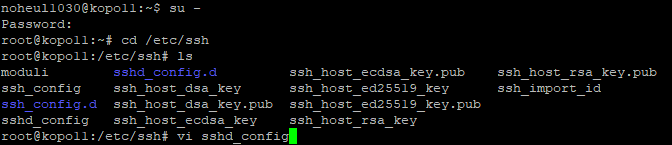 noheul1030@kopo11:~$ su -
Password:
root@kopo11:~# cd /etc/ssh
root@kopo11:/etc/ssh# ls
moduli sshd_config.d ssh_host_ecdsa_key.pub ssh_host_rsa_key.pub
ssh_config ssh_host_dsa_key ssh_host_ed25519_key ssh_import_id
ssh_config.d ssh_host_dsa_key.pub ssh_host_ed25519_key.pub
sshd_config ssh_host_ecdsa_key ssh_host_rsa_key
root@kopo11:/etc/ssh# vi sshd_config